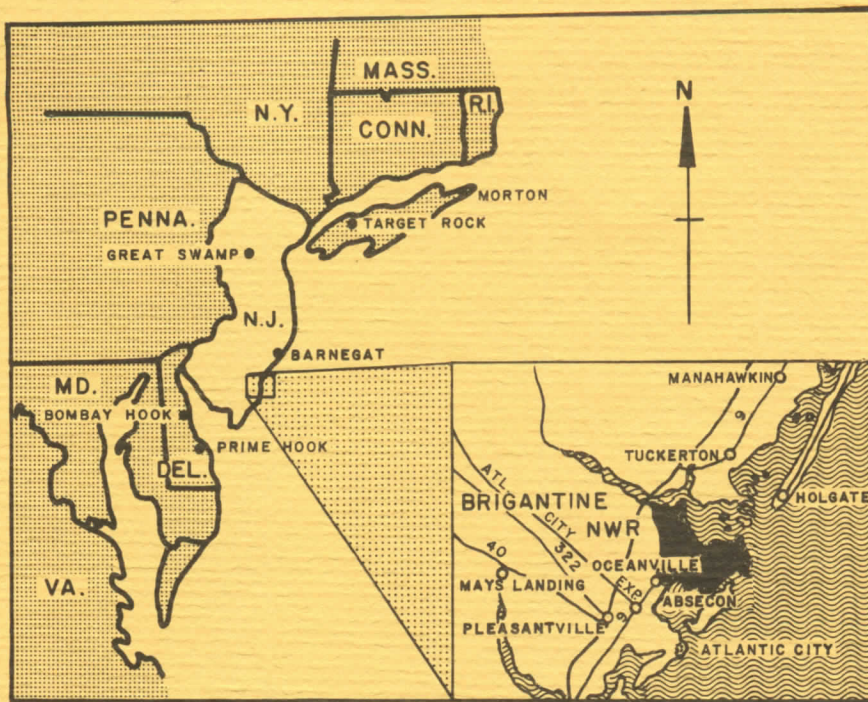 MASS.
N.Y.
R.I.
CONN.
N
MORTON
PENNA.
TARGET ROCK
GREAT SWAMP
N.J.
BARNEGAT
MD.
BOMBAY HOOK
PRIME HOOK
DEL.
VA.
MANAHAWKIN
9
TUCKERTON
HOLGATE
BRIGANTINE
NWR
ATL.
CITY
EXP.
40
322
OCEANVILLE
MAYS LANDING
ABSECON
9
PLEASANTVILLE
ATLANTIC CITY